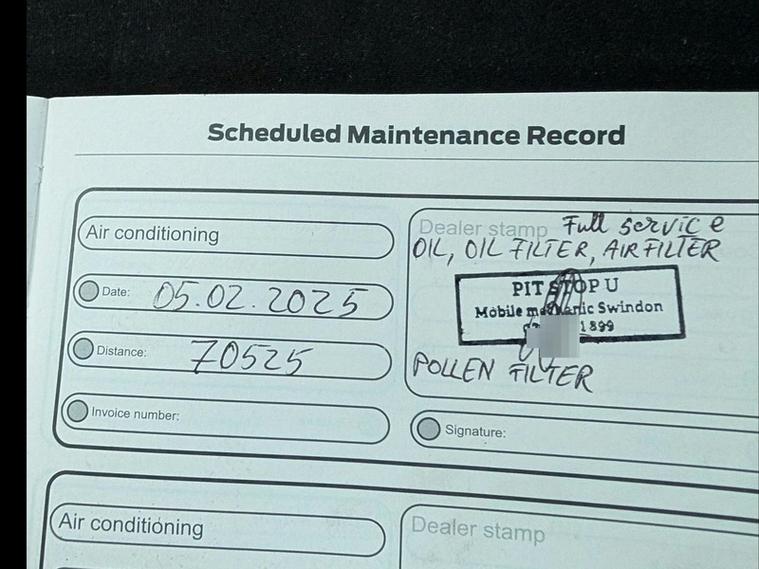 Scheduled Maintenance Record
Air conditioning
Date: 05.02.2025
Distance: 70525
Invoice number:
Dealer stamp Full service
OIL, OIL FILTER, AIR FILTER
PIT STOP U
Mobile mechanic Swindon
1899
POLLEN FILTER
Signature:
Air conditioning
Dealer stamp